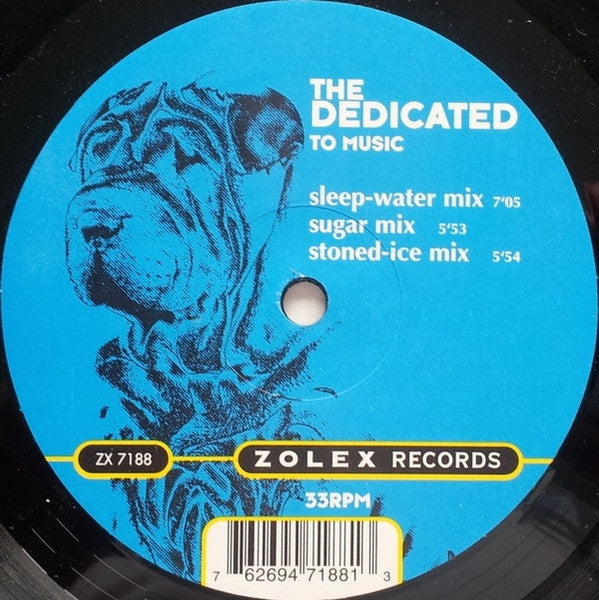 THE
DEDICATED
TO MUSIC
sleep-water mix 7'05
sugar mix 5'53
stoned-ice mix 5'54
ZX 7188 ZOLEX RECORDS
33RPM
7 62694 71881 3